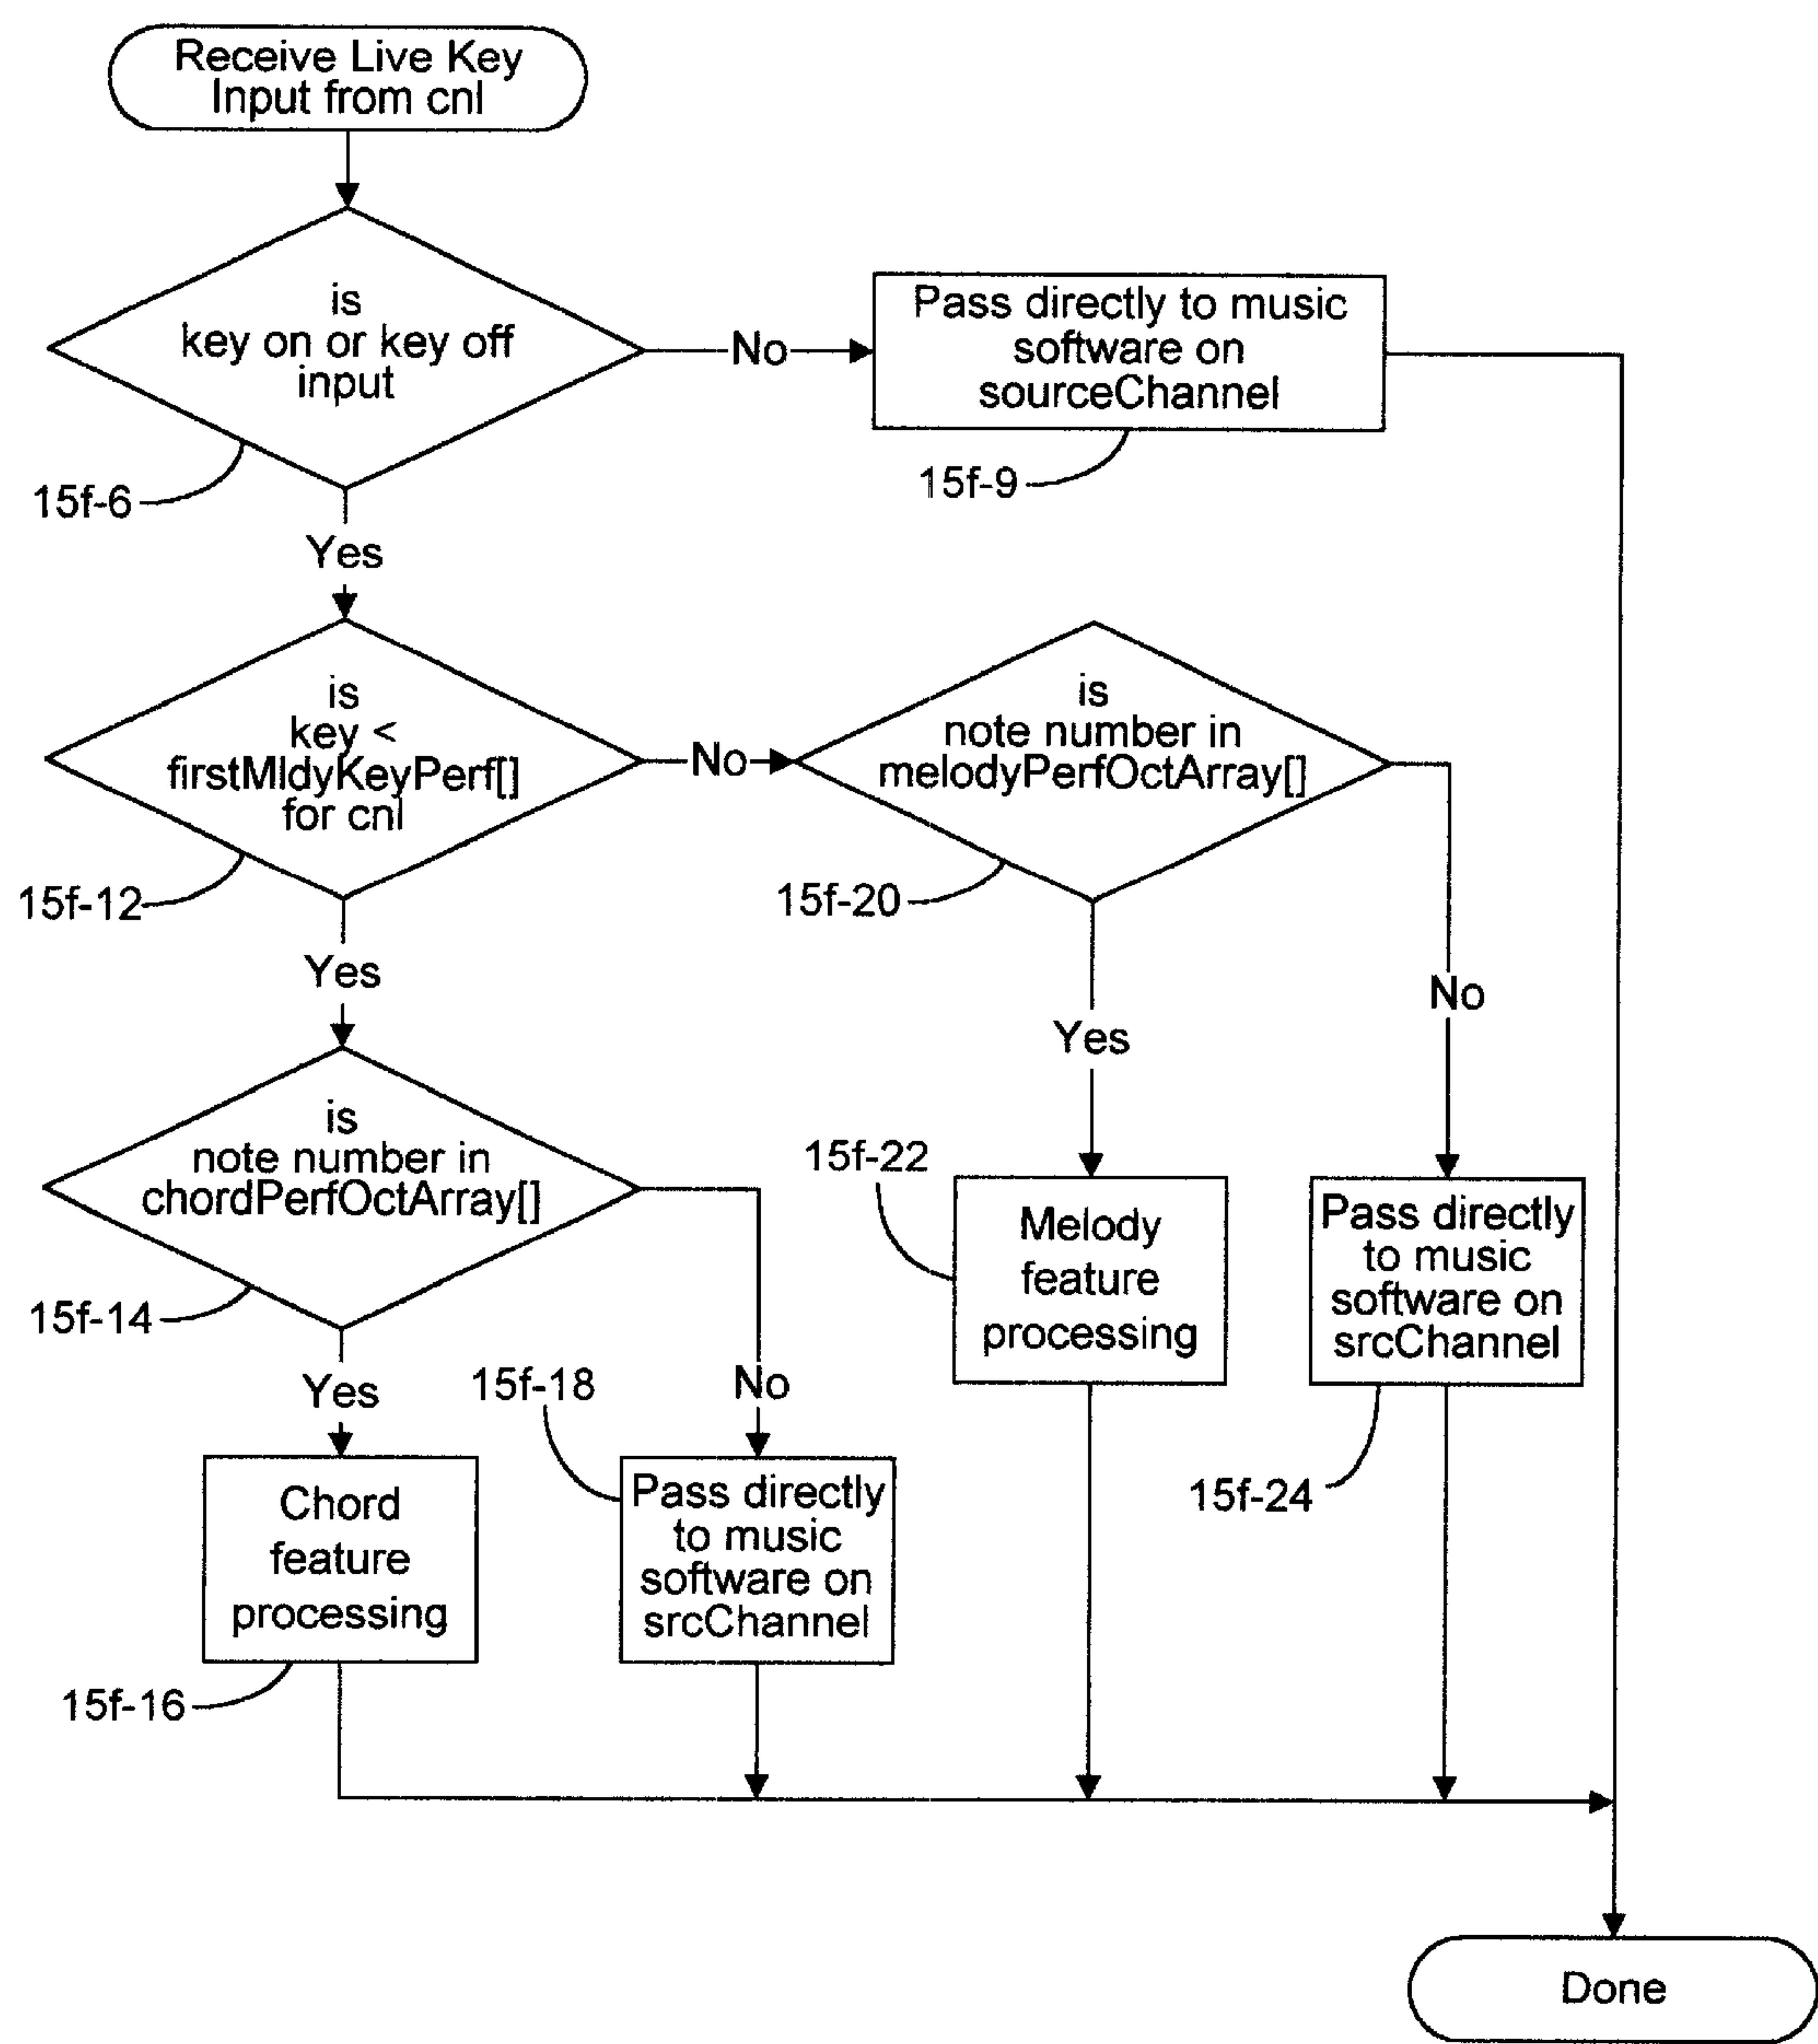 Receive Live Key
Input from cnl
is
key on or key off
input
No
Pass directly to music
software on
sourceChannel
15f-6
15f-9
Yes
is
key <
firstMldyKeyPerf[]
for cnl
No
is
note number in
melodyPerfOctArray[]
15f-12
15f-20
Yes
No
Yes
is
note number in
chordPerfOctArray[]
15f-22
Melody
feature
processing
Pass directly
to music
software on
srcChannel
15f-14
Yes
15f-18
No
15f-24
Chord
feature
processing
Pass directly
to music
software on
srcChannel
15f-16
Done